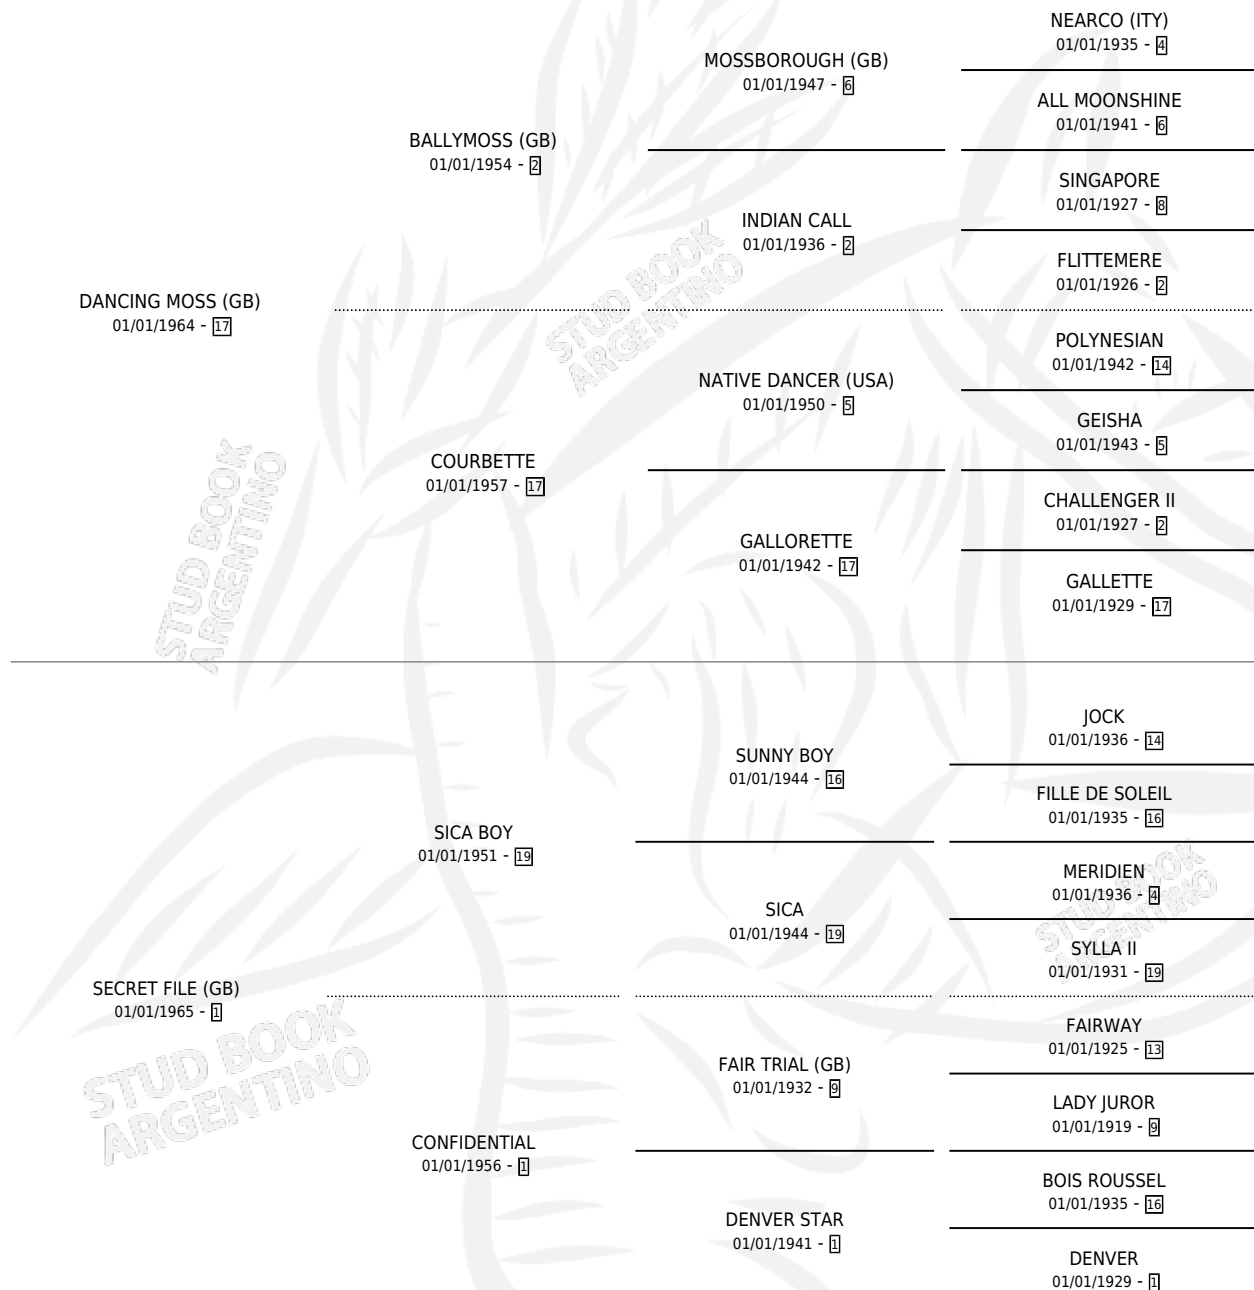 NEARCO (ITY)
01/01/1935 - 4
MOSSBOROUGH (GB)
01/01/1947 - 6
ALL MOONSHINE
01/01/1941 - 6
BALLYMOSS (GB)
01/01/1954 - 2
SINGAPORE
01/01/1927 - 8
INDIAN CALL
01/01/1936 - 2
FLITTEMERE
01/01/1926 - 2
DANCING MOSS (GB)
01/01/1964 - 17
POLYNESIAN
01/01/1942 - 14
NATIVE DANCER (USA)
01/01/1950 - 5
GEISHA
01/01/1943 - 5
COURBETTE
01/01/1957 - 17
CHALLENGER II
01/01/1927 - 2
GALLORETTE
01/01/1942 - 17
GALLETTE
01/01/1929 - 17
JOCK
01/01/1936 - 14
SUNNY BOY
01/01/1944 - 16
FILLE DE SOLEIL
01/01/1935 - 16
SICA BOY
01/01/1951 - 19
MERIDIEN
01/01/1936 - 4
SICA
01/01/1944 - 19
SYLLA II
01/01/1931 - 19
SECRET FILE (GB)
01/01/1965 - 1
FAIRWAY
01/01/1925 - 13
FAIR TRIAL (GB)
01/01/1932 - 9
LADY JUROR
01/01/1919 - 9
CONFIDENTIAL
01/01/1956 - 1
BOIS ROUSSEL
01/01/1935 - 16
DENVER STAR
01/01/1941 - 1
DENVER
01/01/1929 - 1
STUD BOOK
ARGENTINO
STUD BOOK
ARGENTINO
STUD BOOK
ARGENTINO
STUD BOOK
ARGENTINO